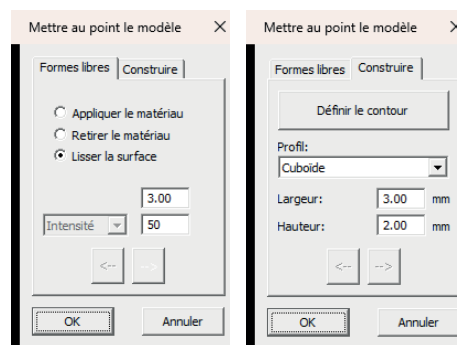 Mettre au point le modèle
Formes libres
Construire
Appliquer le matériau
Retirer le matériau
Lisser la surface
3.00
Intensité
50
<--
-->
OK
Annuler
Mettre au point le modèle
Formes libres
Construire
Définir le contour
Profil:
Cuboïde
Largeur:
3.00
mm
Hauteur:
2.00
mm
<--
-->
OK
Annuler